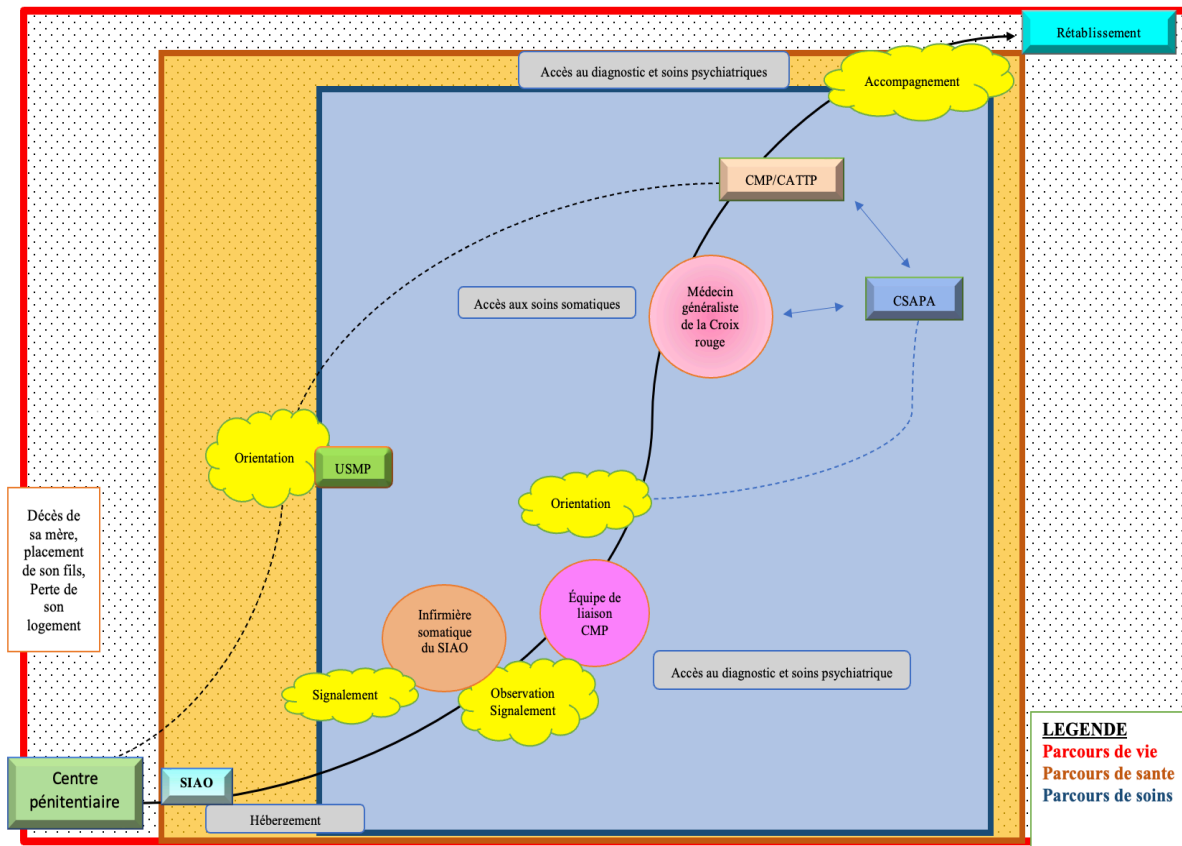 Rétablissement
Accès au diagnostic et soins psychiatriques
Accompagnement
CMP/CATTP
Médecin
généraliste
de la Croix
rouge
Accès aux soins somatiques
CSAPA
Orientation
USMP
Orientation
Décès de
sa mère,
placement
de son fils,
Perte de
son
logement
Équipe de
liaison
CMP
Infirmière
somatique
du SIAO
Accès au diagnostic et soins psychiatrique
Signalement
Observation
Signalement
Centre
pénitentiaire
SIAO
Hébergement
LEGENDE
Parcours de vie
Parcours de sante
Parcours de soins